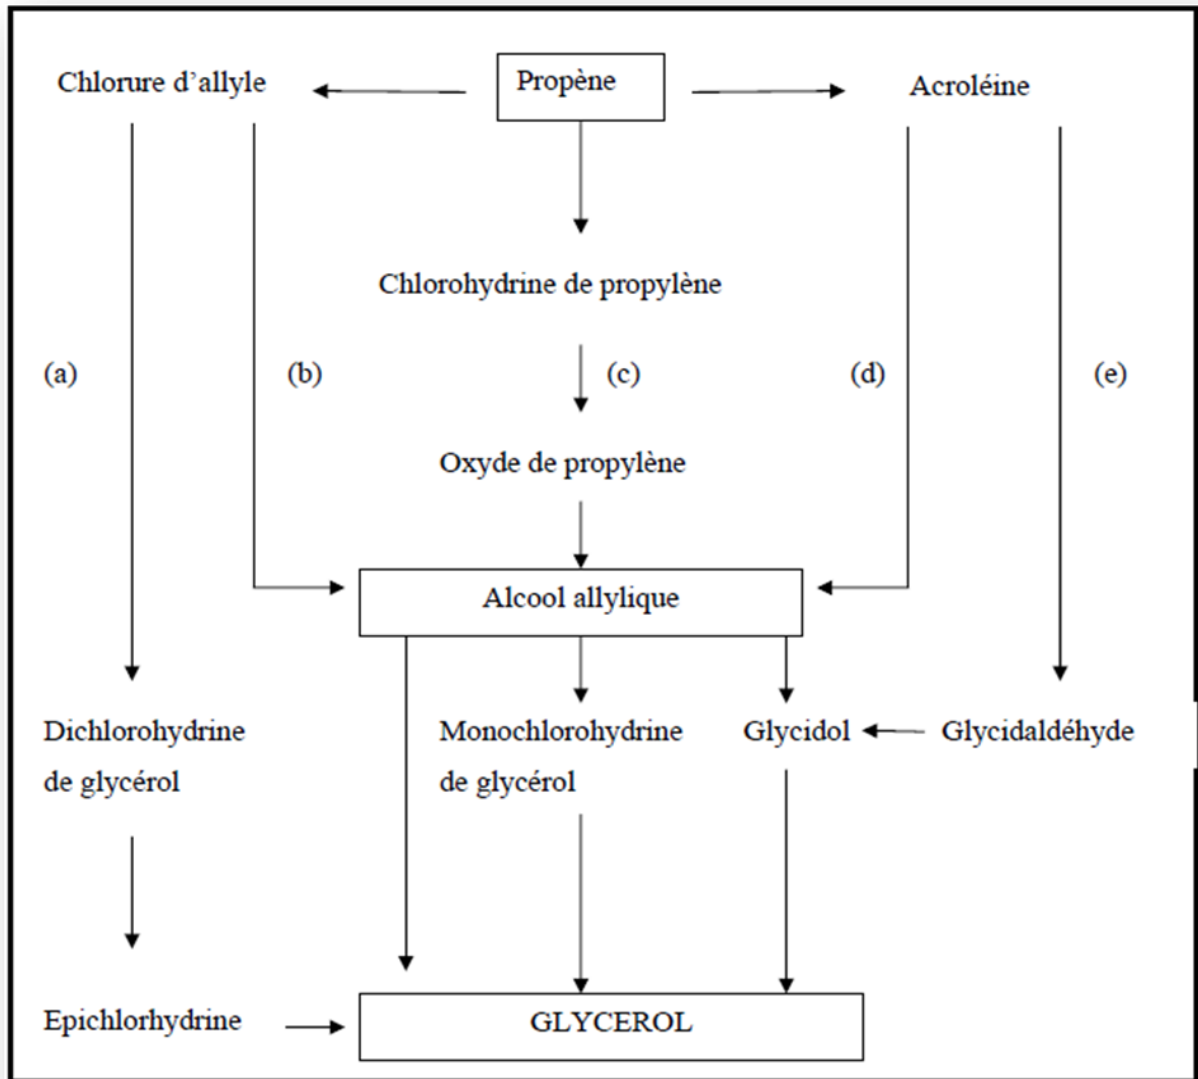 Chlorure d’allyle
Propène
Acroléine
Chlorohydrine de propylène
(a)
(b)
(c)
(d)
(e)
Oxyde de propylène
Alcool allylique
Dichlorohydrine
de glycérol
Monochlorohydrine
de glycérol
Glycidol
Glycidaldéhyde
Epichlorhydrine
GLYCEROL